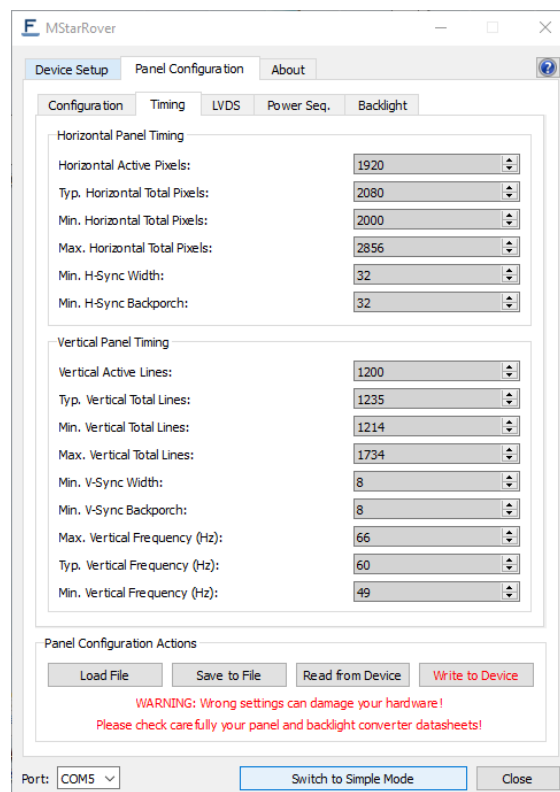 MStarRover
Device Setup Panel Configuration About
Configuration Timing LVDS Power Seq. Backlight
Horizontal Panel Timing
Horizontal Active Pixels: 1920
Typ. Horizontal Total Pixels: 2080
Min. Horizontal Total Pixels: 2000
Max. Horizontal Total Pixels: 2856
Min. H-Sync Width: 32
Min. H-Sync Backporch: 32
Vertical Panel Timing
Vertical Active Lines: 1200
Typ. Vertical Total Lines: 1235
Min. Vertical Total Lines: 1214
Max. Vertical Total Lines: 1734
Min. V-Sync Width: 8
Min. V-Sync Backporch: 8
Max. Vertical Frequency (Hz): 66
Typ. Vertical Frequency (Hz): 60
Min. Vertical Frequency (Hz): 49
Panel Configuration Actions
Load File Save to File Read from Device Write to Device
WARNING: Wrong settings can damage your hardware!
Please check carefully your panel and backlight converter datasheets!
Port: COM5 Switch to Simple Mode Close